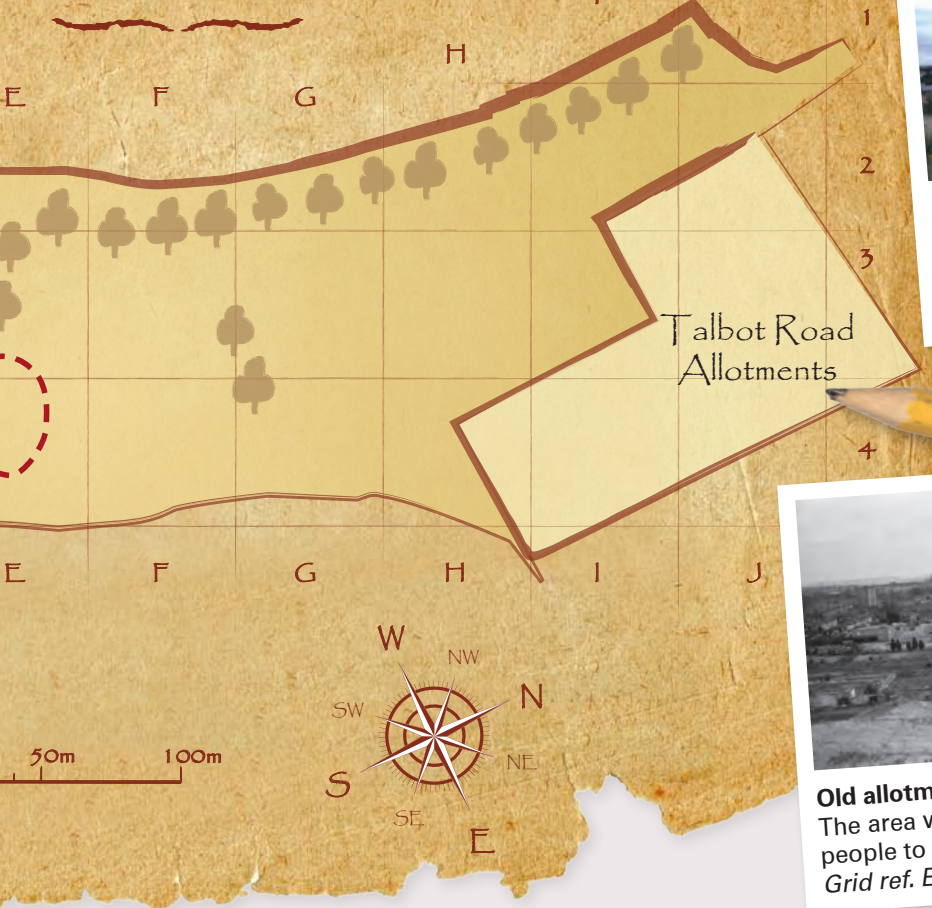 1
H
E F G
2
3
Talbot Road
Allotments
4
E F G H I J
W
NW
N
SW
NE
S
SE
E
50m 100m
Old allotm
The area
people to
Grid ref. E